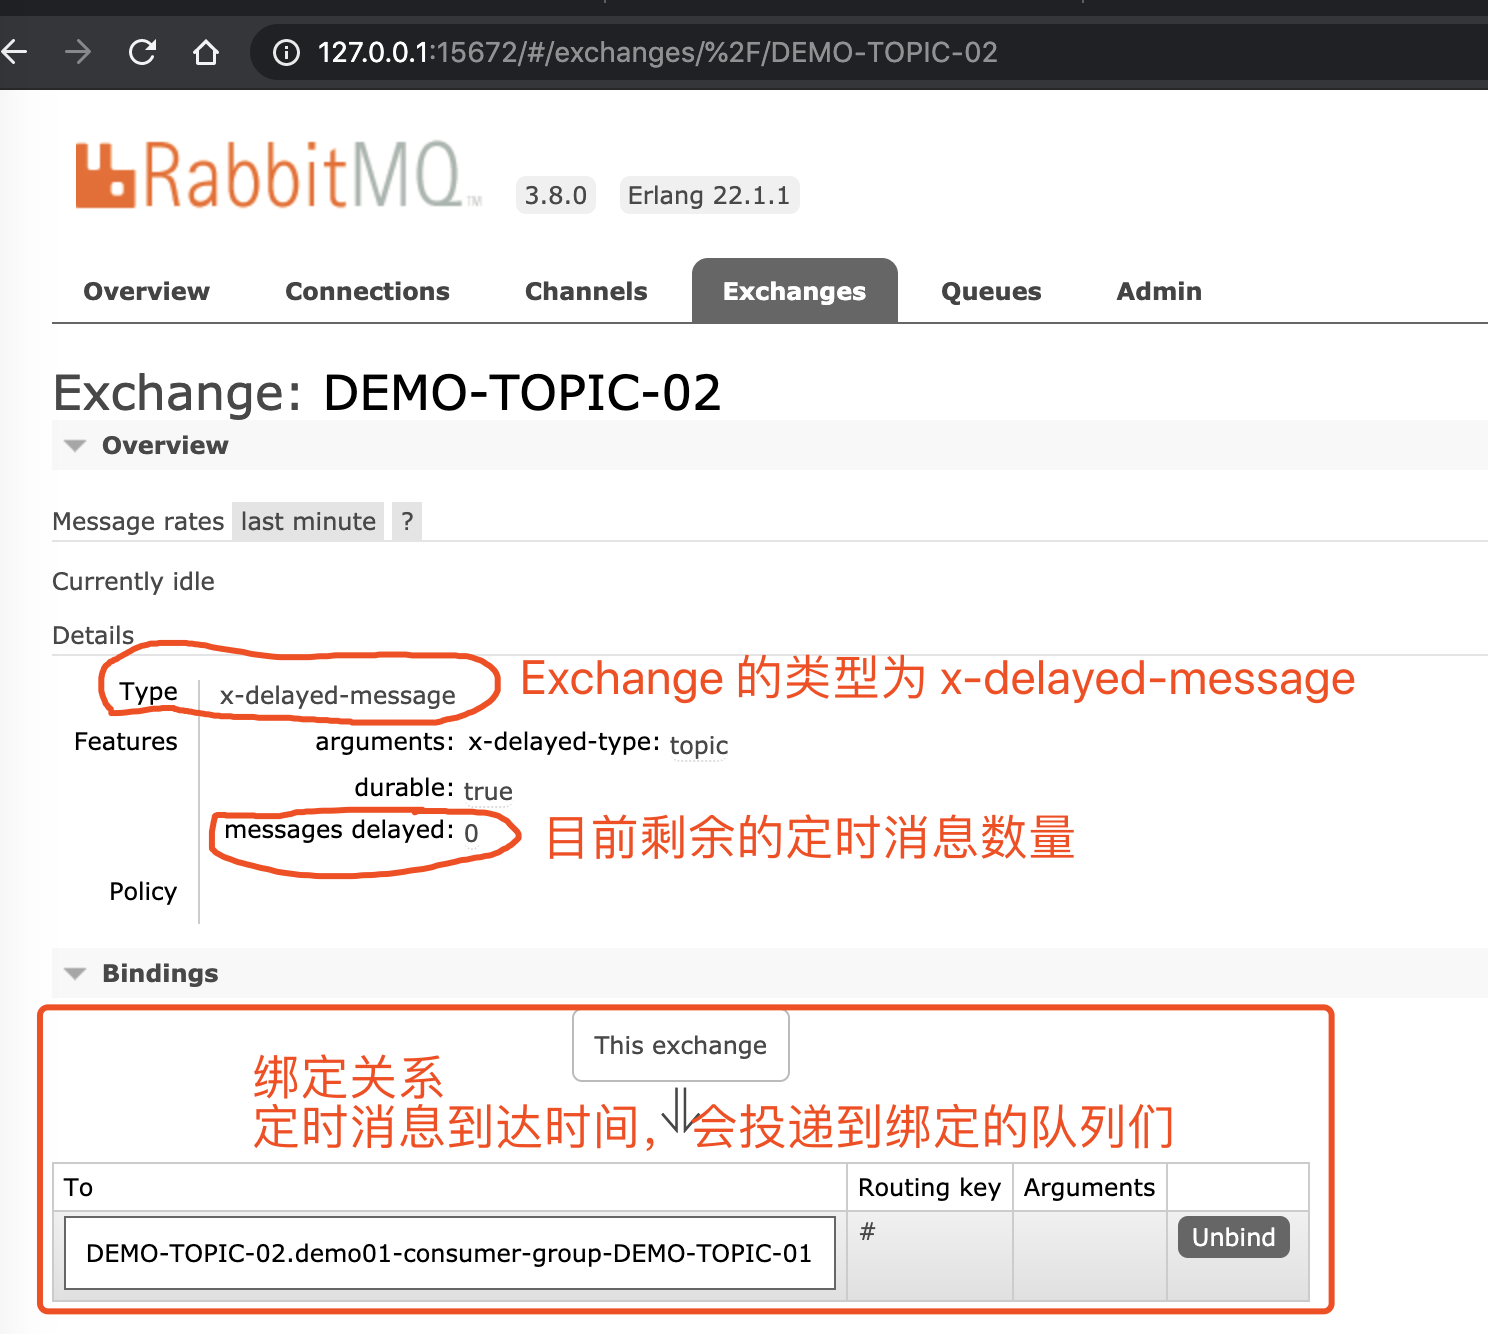 127.0.0.1:15672/#/exchanges/%2F/DEMO-TOPIC-02
RabbitMQ TM 3.8.0 Erlang 22.1.1
Overview Connections Channels Exchanges Queues Admin
Exchange: DEMO-TOPIC-02
Overview
Message rates last minute ?
Currently idle
Details
Type x-delayed-message Exchange 的类型为 x-delayed-message
Features arguments: x-delayed-type: topic
durable: true
messages delayed: 0 目前剩余的定时消息数量
Policy
Bindings
This exchange
绑定关系
定时消息到达时间，会投递到绑定的队列们
To Routing key Arguments
DEMO-TOPIC-02.demo01-consumer-group-DEMO-TOPIC-01 # Unbind